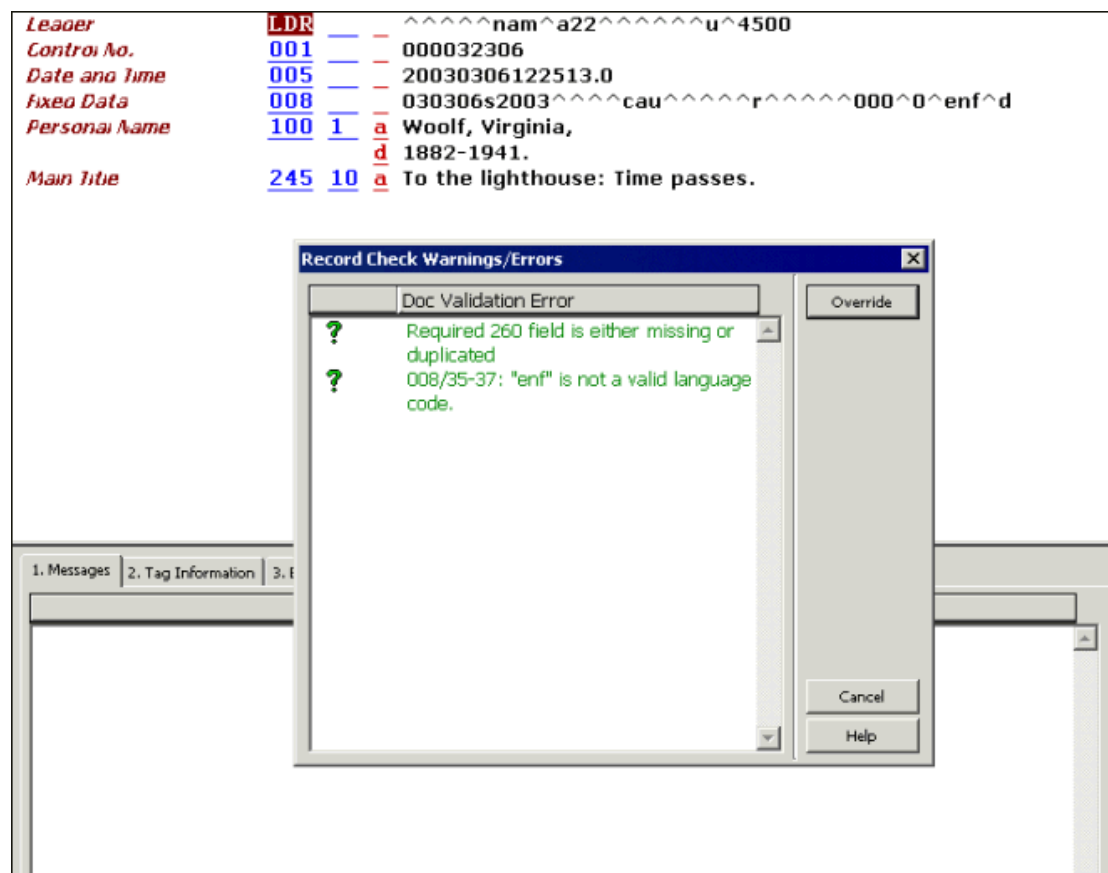 Leader LDR ^^^^^nam^a22^^^^^^u^4500
Control No. 001 000032306
Date and Time 005 20030306122513.0
Fixed Data 008 030306s2003^^^^cau^^^^^r^^^^^000^0^enf^d
Personal Name 100 1 a Woolf, Virginia,
d 1882-1941.
Main Title 245 10 a To the lighthouse: Time passes.
Record Check Warnings/Errors
Doc Validation Error
Override
? Required 260 field is either missing or
duplicated
? 008/35-37: "enf" is not a valid language
code.
1. Messages 2. Tag Information 3.
Cancel
Help